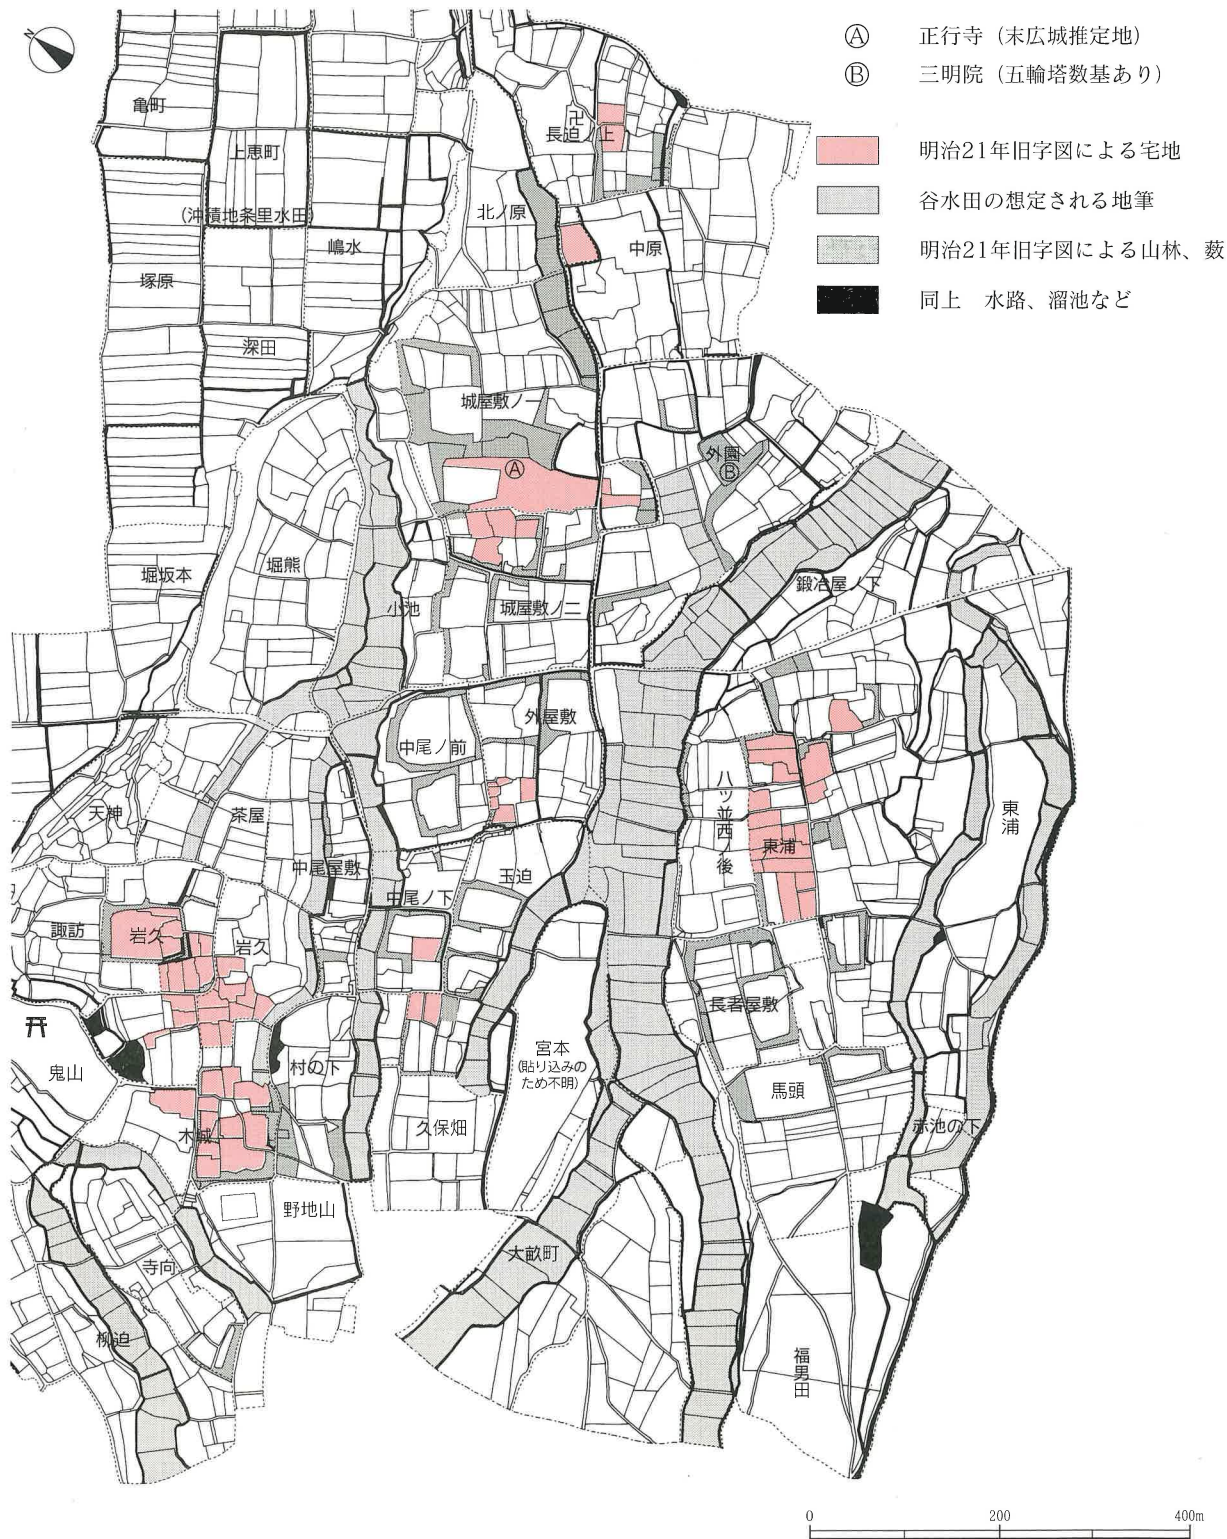 N
Ⓐ 正行寺（末広城推定地）
Ⓑ 三明院（五輪塔数基あり）
明治21年旧字図による宅地
谷水田の想定される地筆
明治21年旧字図による山林、薮
同上 水路、溜池など
亀町
上恵町
卍
長迫ノ上
（沖積地条里水田）
北ノ原
嶋水
中原
塚原
深田
城屋敷ノ一
外園
Ⓑ
Ⓐ
堀熊
堀坂本
鍛冶屋ノ下
小池
城屋敷ノ二
外屋敷
中尾ノ前
天神
茶屋
八ツ並西ノ後
東浦
東浦
中尾屋敷
玉迫
中尾ノ下
諏訪
岩久
岩久
長者屋敷
鬼山
村の下
宮本
（貼り込みの
ため不明）
馬頭
久保畑
木城
赤池の下
野地山
大畝町
寺向
柳迫
福男田
0 200 400m